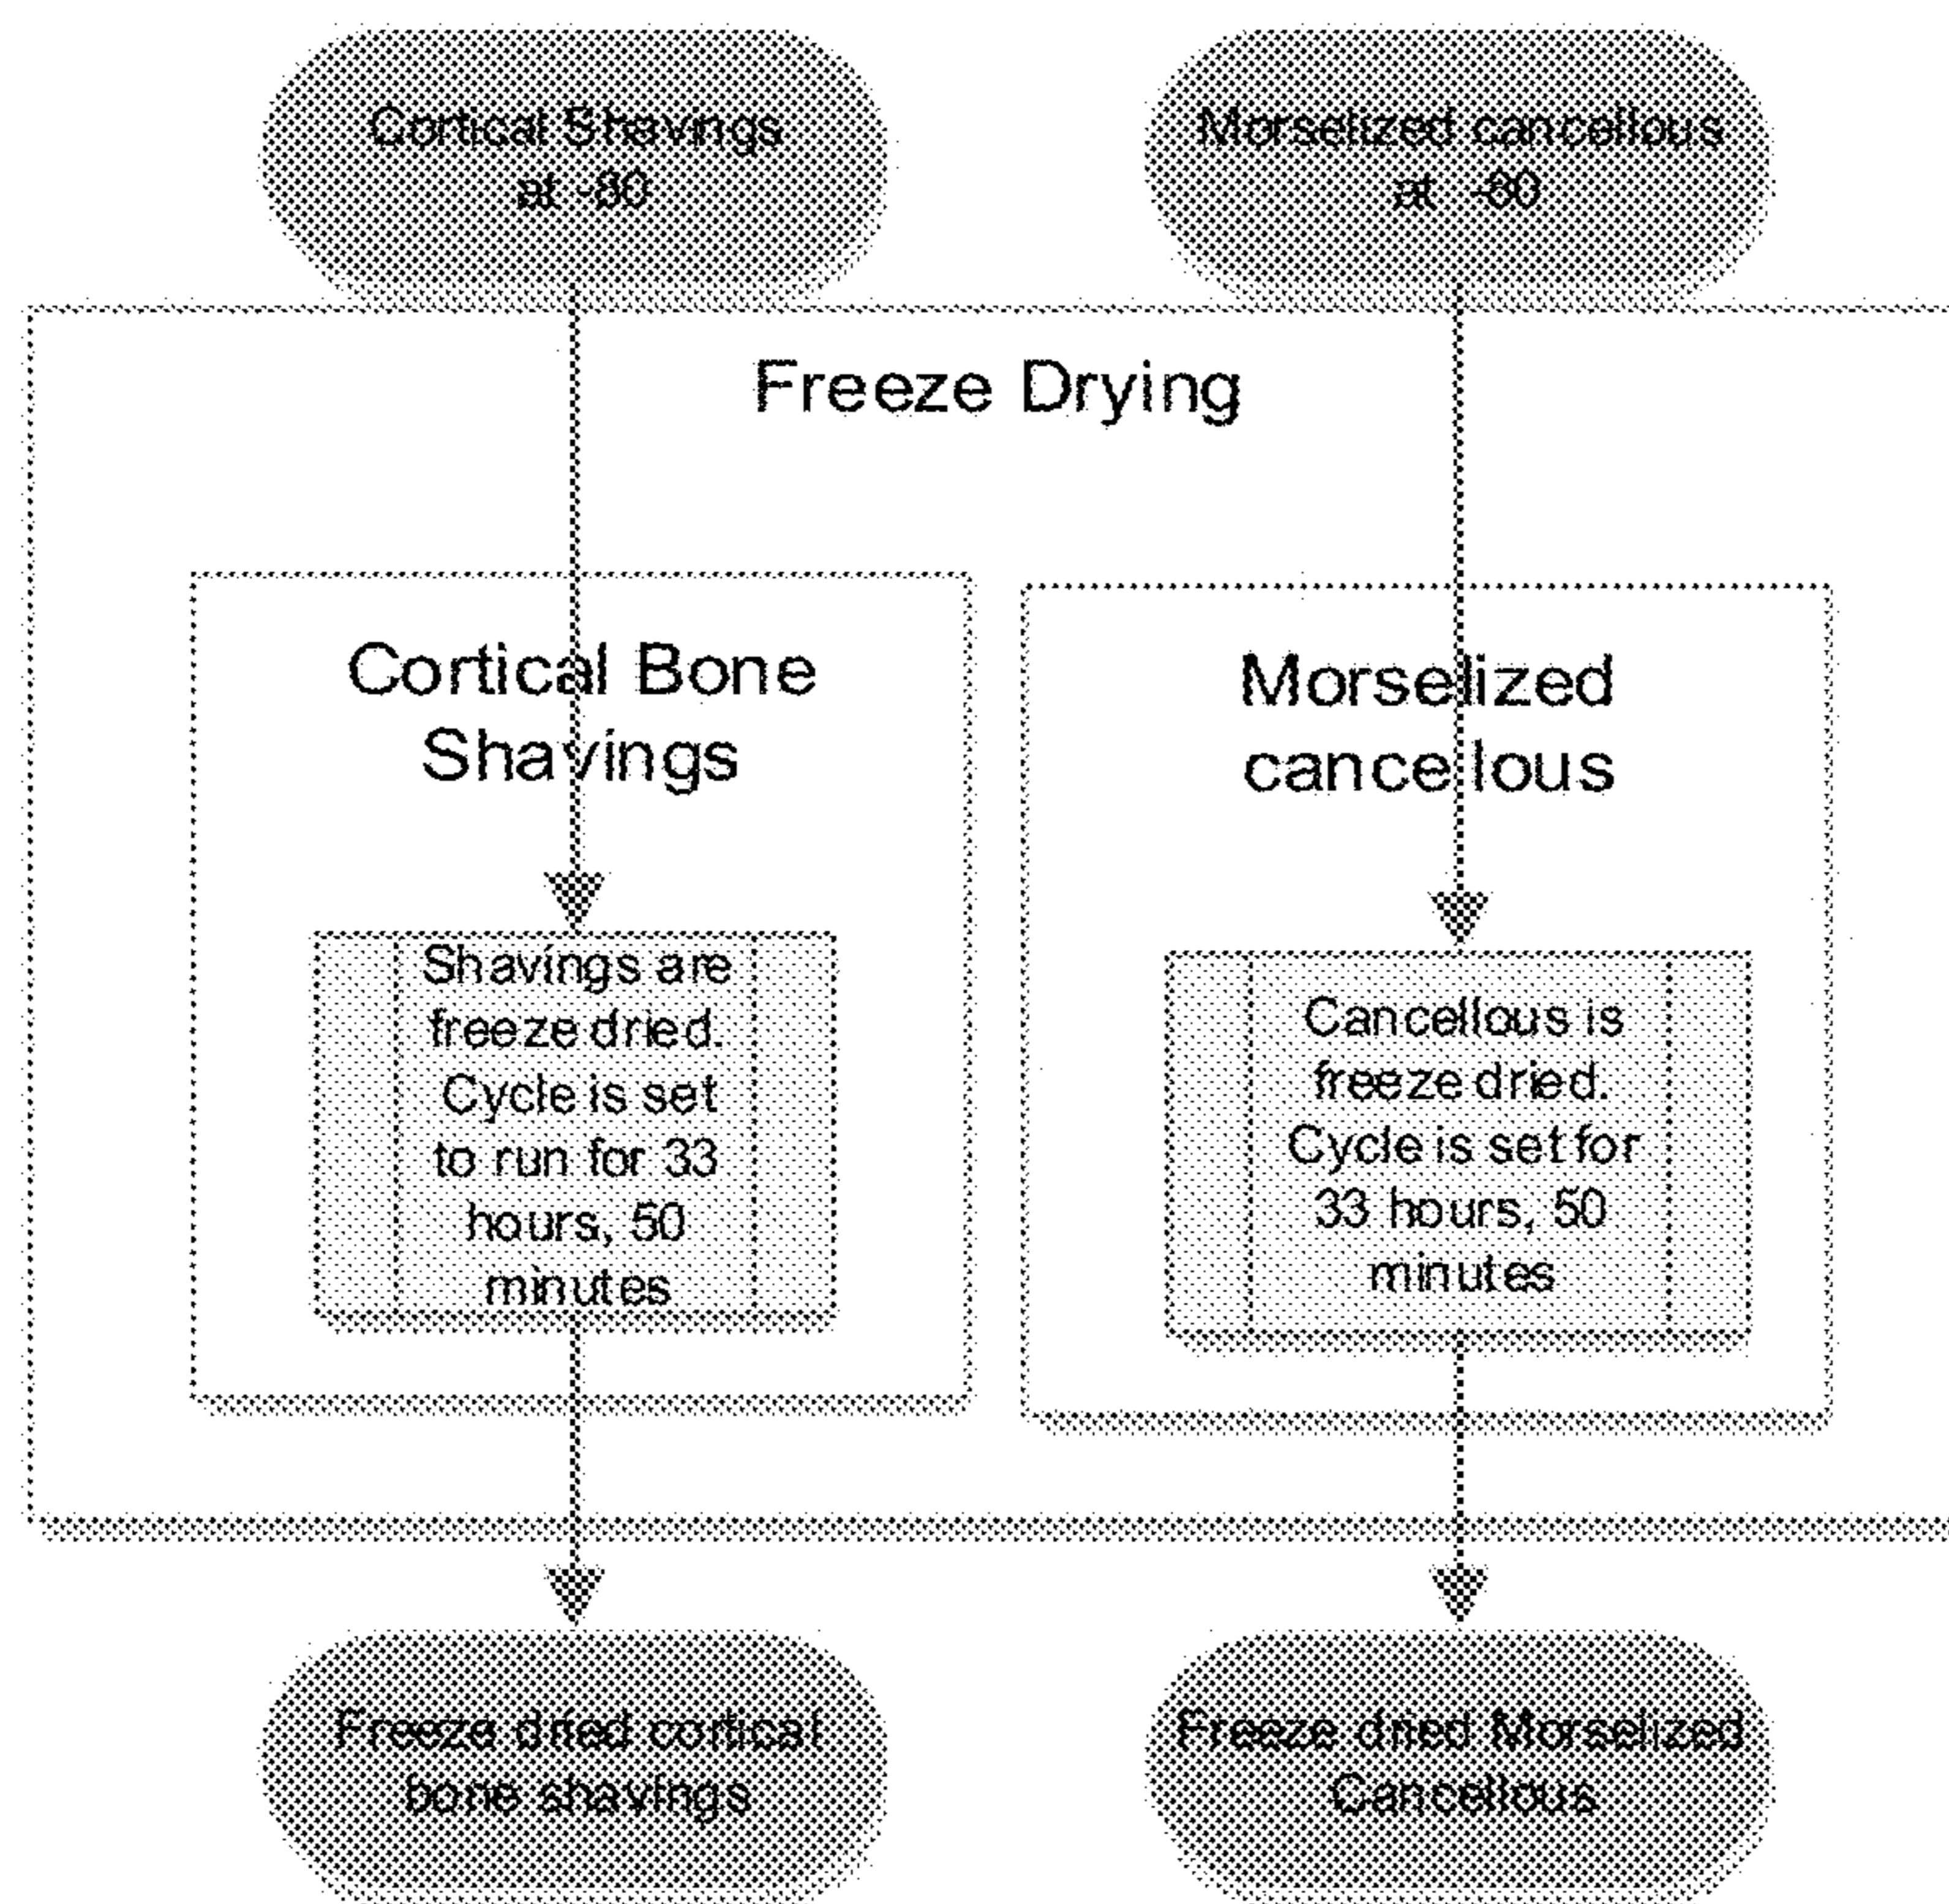 Cortical Shavings
at -80
Morselized cancellous
at -80
Freeze Drying
Cortical Bone
Shavings
Morselized
cancellous
Shavings are
freeze dried.
Cycle is set
to run for 33
hours, 50
minutes
Cancellous is
freeze dried.
Cycle is set for
33 hours, 50
minutes
Freeze dried cortical
bone shavings
Freeze dried Morselized
Cancellous